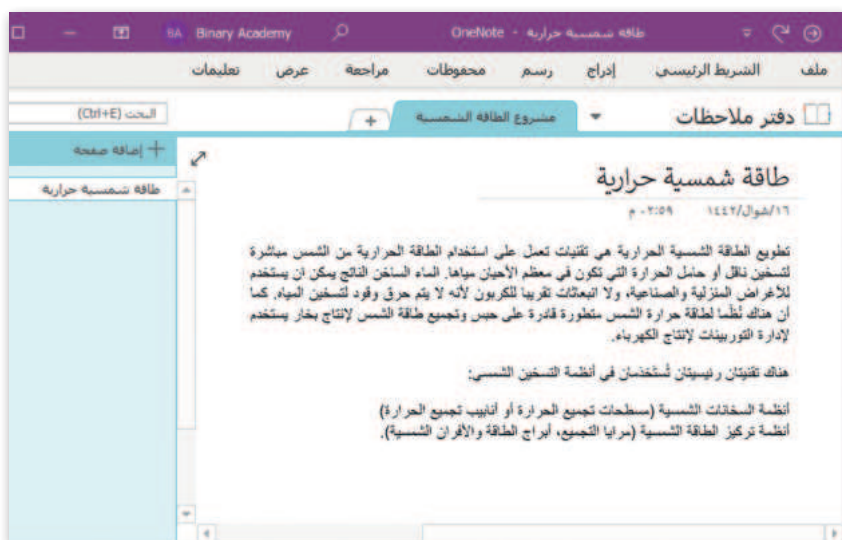 طاقة شمسية حرارية - OneNote
Binary Academy
BA
ملف الشريط الرئيسي إدراج رسم محفوظات مراجعة عرض تعليمات
دفتر ملاحظات
مشروع الطاقة الشمسية
+
البحث (Ctrl+E)
+ إضافة صفحة
طاقة شمسية حرارية
طاقة شمسية حرارية
١٦/شوال/١٤٤٢ ٠٢:٥٩ م
تطويع الطاقة الشمسية الحرارية هي تقنيات تعمل على استخدام الطاقة الحرارية من الشمس مباشرة
لتسخين ناقل أو حامل الحرارة التي تكون في معظم الأحيان مياها. الماء الساخن الناتج يمكن ان يستخدم
للأغراض المنزلية والصناعية، ولا انبعاثات تقريبا للكربون لأنه لا يتم حرق وقود لتسخين المياه. كما
أن هناك نُظُما لطاقة حرارة الشمس متطورة قادرة على حبس وتجميع طاقة الشمس لإنتاج بخار يستخدم
لإدارة التوربينات لإنتاج الكهرباء.
هناك تقنيتان رئيسيتان تُستَخدَمان في أنظمة التسخين الشمسي:
أنظمة السخانات الشمسية (مسطحات تجميع الحرارة أو أنابيب تجميع الحرارة)
أنظمة تركيز الطاقة الشمسية (مرايا التجميع، أبراج الطاقة والأفران الشمسية).